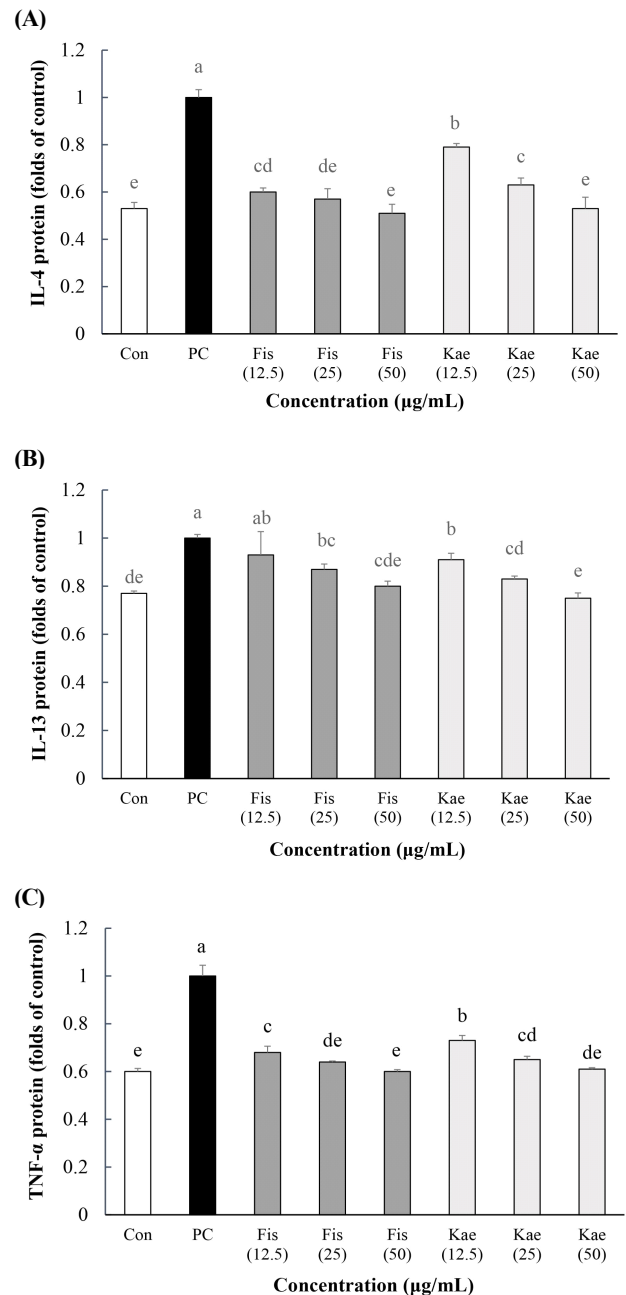 (A)
IL-4 protein (folds of control)
1.2
1
0.8
0.6
0.4
0.2
0
e
a
cd
de
e
b
c
e
Con PC Fis Fis Fis Kae Kae Kae
(12.5) (25) (50) (12.5) (25) (50)
Concentration (µg/mL)
(B)
IL-13 protein (folds of control)
1.2
1
0.8
0.6
0.4
0.2
0
de
a
ab
bc
cde
b
cd
e
Con PC Fis Fis Fis Kae Kae Kae
(12.5) (25) (50) (12.5) (25) (50)
Concentration (µg/mL)
(C)
TNF-α protein (folds of control)
1.2
1
0.8
0.6
0.4
0.2
0
e
a
c
de
e
b
cd
de
Con PC Fis Fis Fis Kae Kae Kae
(12.5) (25) (50) (12.5) (25) (50)
Concentration (µg/mL)